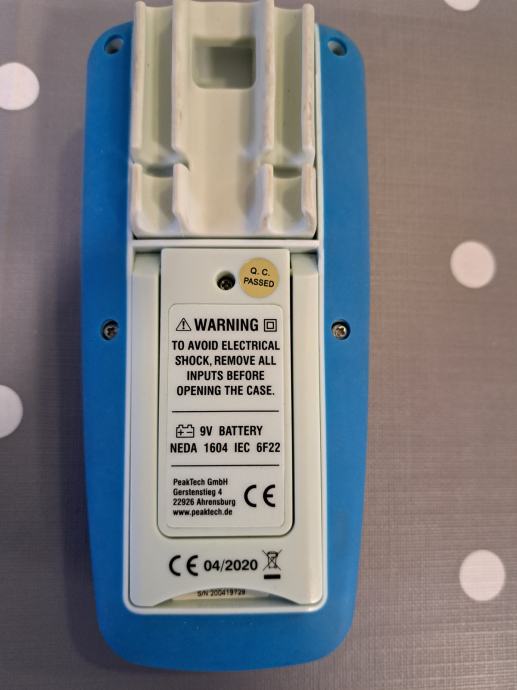 Q. C.
PASSED
WARNING
TO AVOID ELECTRICAL
SHOCK, REMOVE ALL
INPUTS BEFORE
OPENING THE CASE.
9V BATTERY
NEDA 1604 IEC 6F22
PeakTech GmbH
Gerstenstieg 4
22926 Ahrensburg
www.peaktech.de
CE
CE 04/2020
S/N 200419729